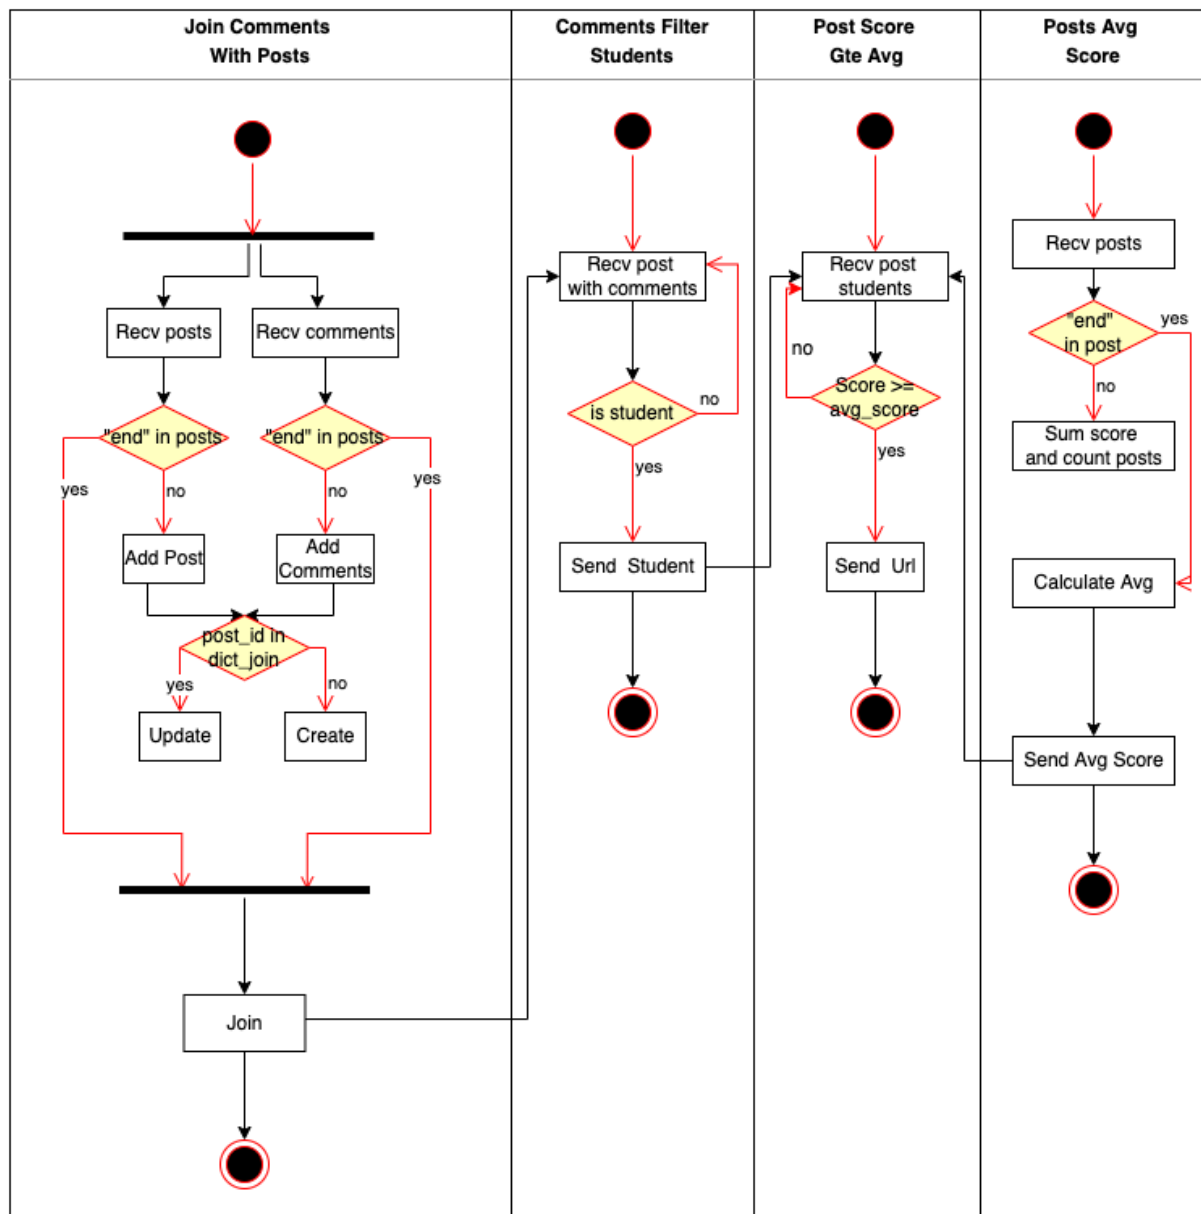 Join Comments
With Posts
Comments Filter
Students
Post Score
Gte Avg
Posts Avg
Score
Recv posts
Recv comments
"end" in posts
"end" in posts
yes
no
no
yes
Add Post
Add
Comments
post_id in
dict_join
yes
no
Update
Create
Join
Recv post
with comments
is student
no
yes
Send Student
Recv post
students
no
Score >=
avg_score
yes
Send Url
Recv posts
"end"
in post
yes
no
Sum score
and count posts
Calculate Avg
Send Avg Score